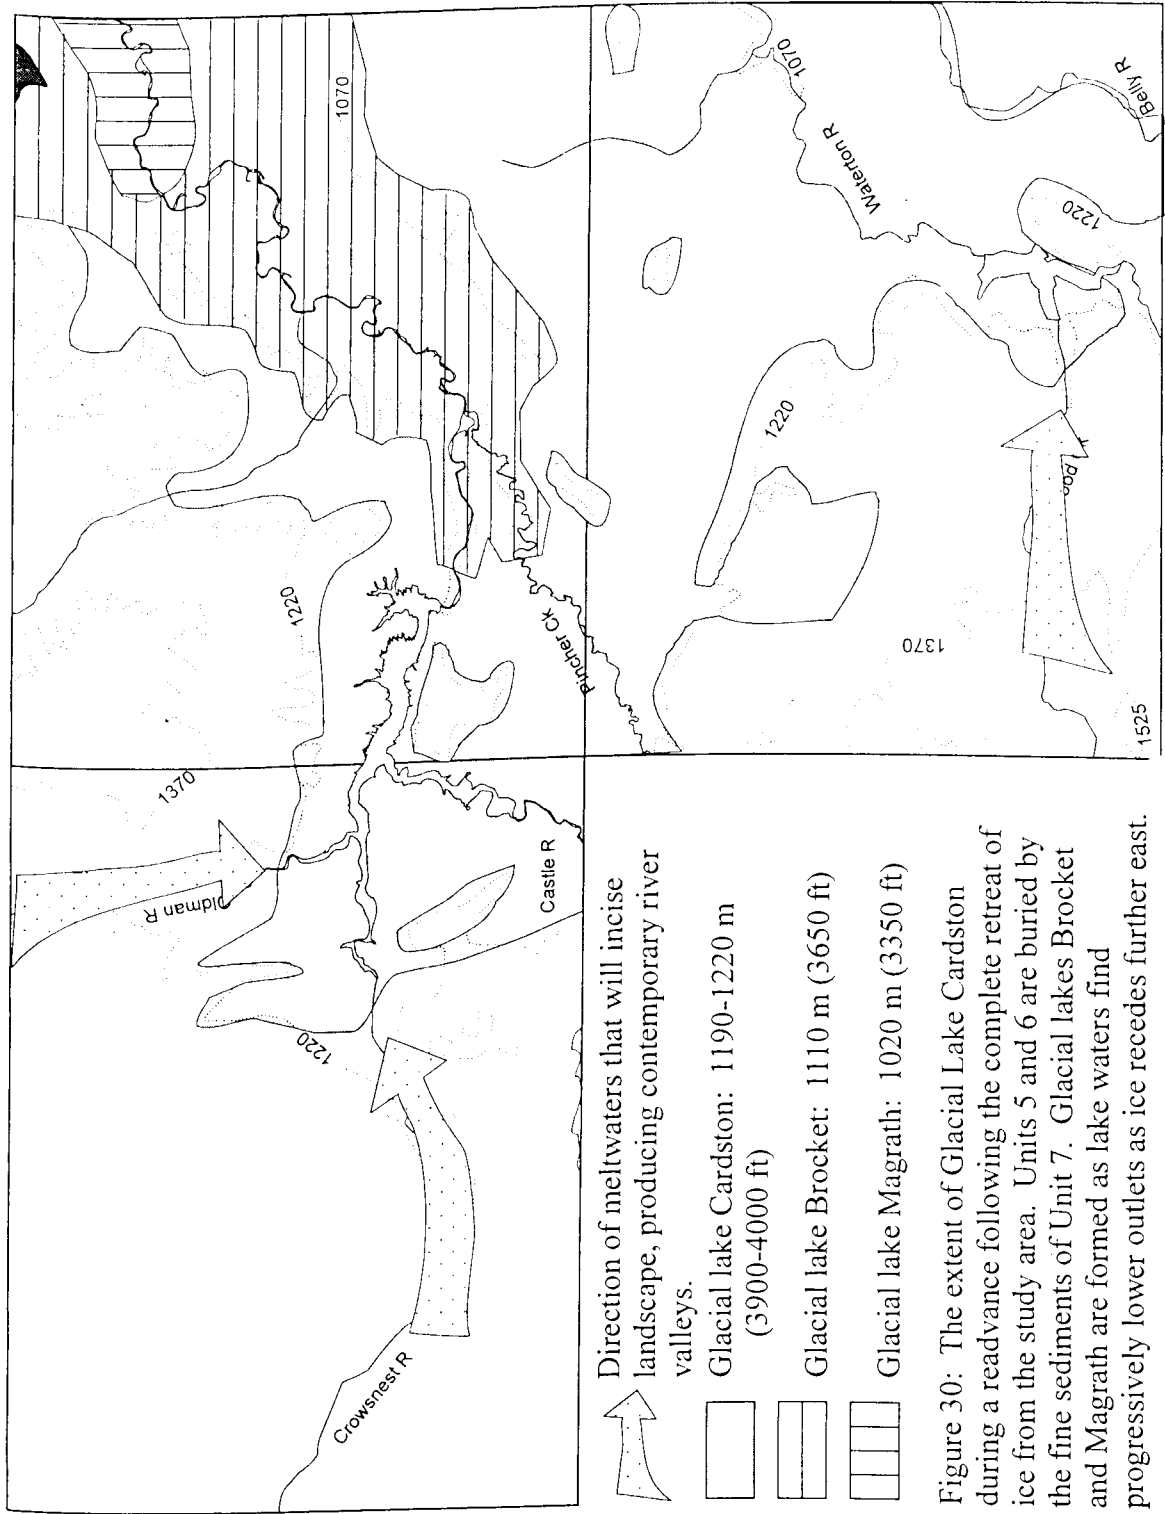 1070
1070
Belly R
Waterton R
1220
1220
1220
Pincher Ck
1370
1525
1370
Oldman R
Castle R
1220
Crowsnest R
Direction of meltwaters that will incise
landscape, producing contemporary river
valleys.
Glacial lake Cardston: 1190-1220 m
(3900-4000 ft)
Glacial lake Brocket: 1110 m (3650 ft)
Glacial lake Magrath: 1020 m (3350 ft)
Figure 30: The extent of Glacial Lake Cardston
during a readvance following the complete retreat of
ice from the study area. Units 5 and 6 are buried by
the fine sediments of Unit 7. Glacial lakes Brocket
and Magrath are formed as lake waters find
progressively lower outlets as ice recedes further east.